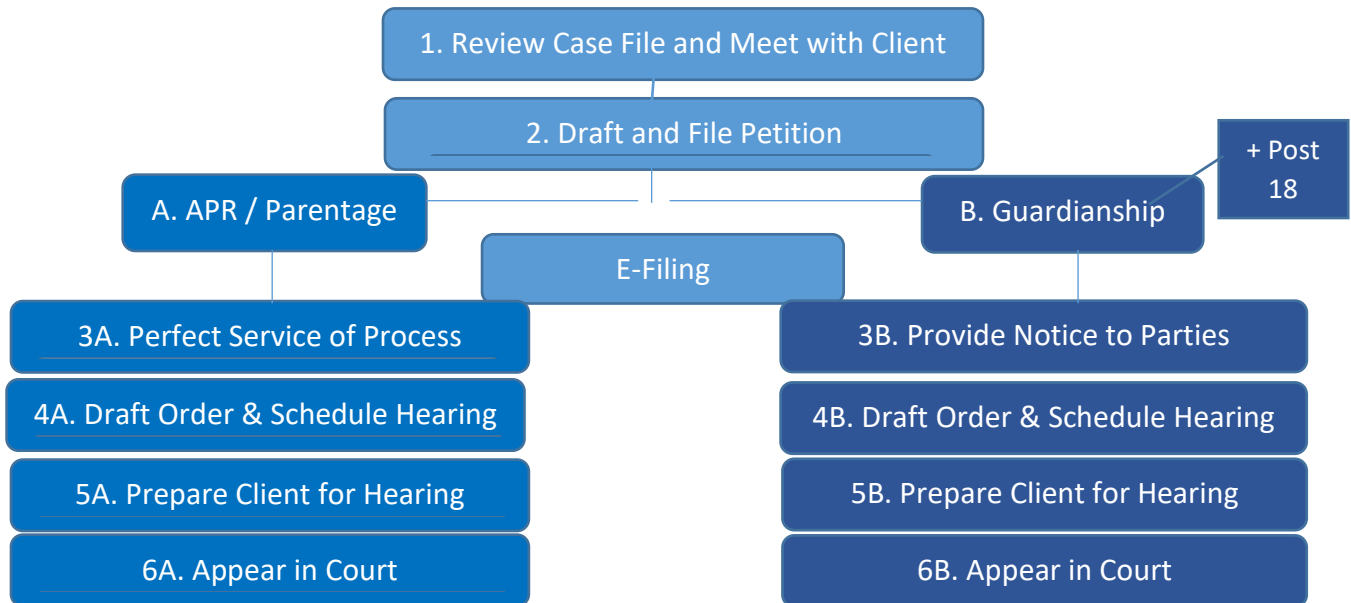 1. Review Case File and Meet with Client
2. Draft and File Petition
+ Post
18
A. APR / Parentage
B. Guardianship
E-Filing
3A. Perfect Service of Process
3B. Provide Notice to Parties
4A. Draft Order & Schedule Hearing
4B. Draft Order & Schedule Hearing
5A. Prepare Client for Hearing
5B. Prepare Client for Hearing
6A. Appear in Court
6B. Appear in Court